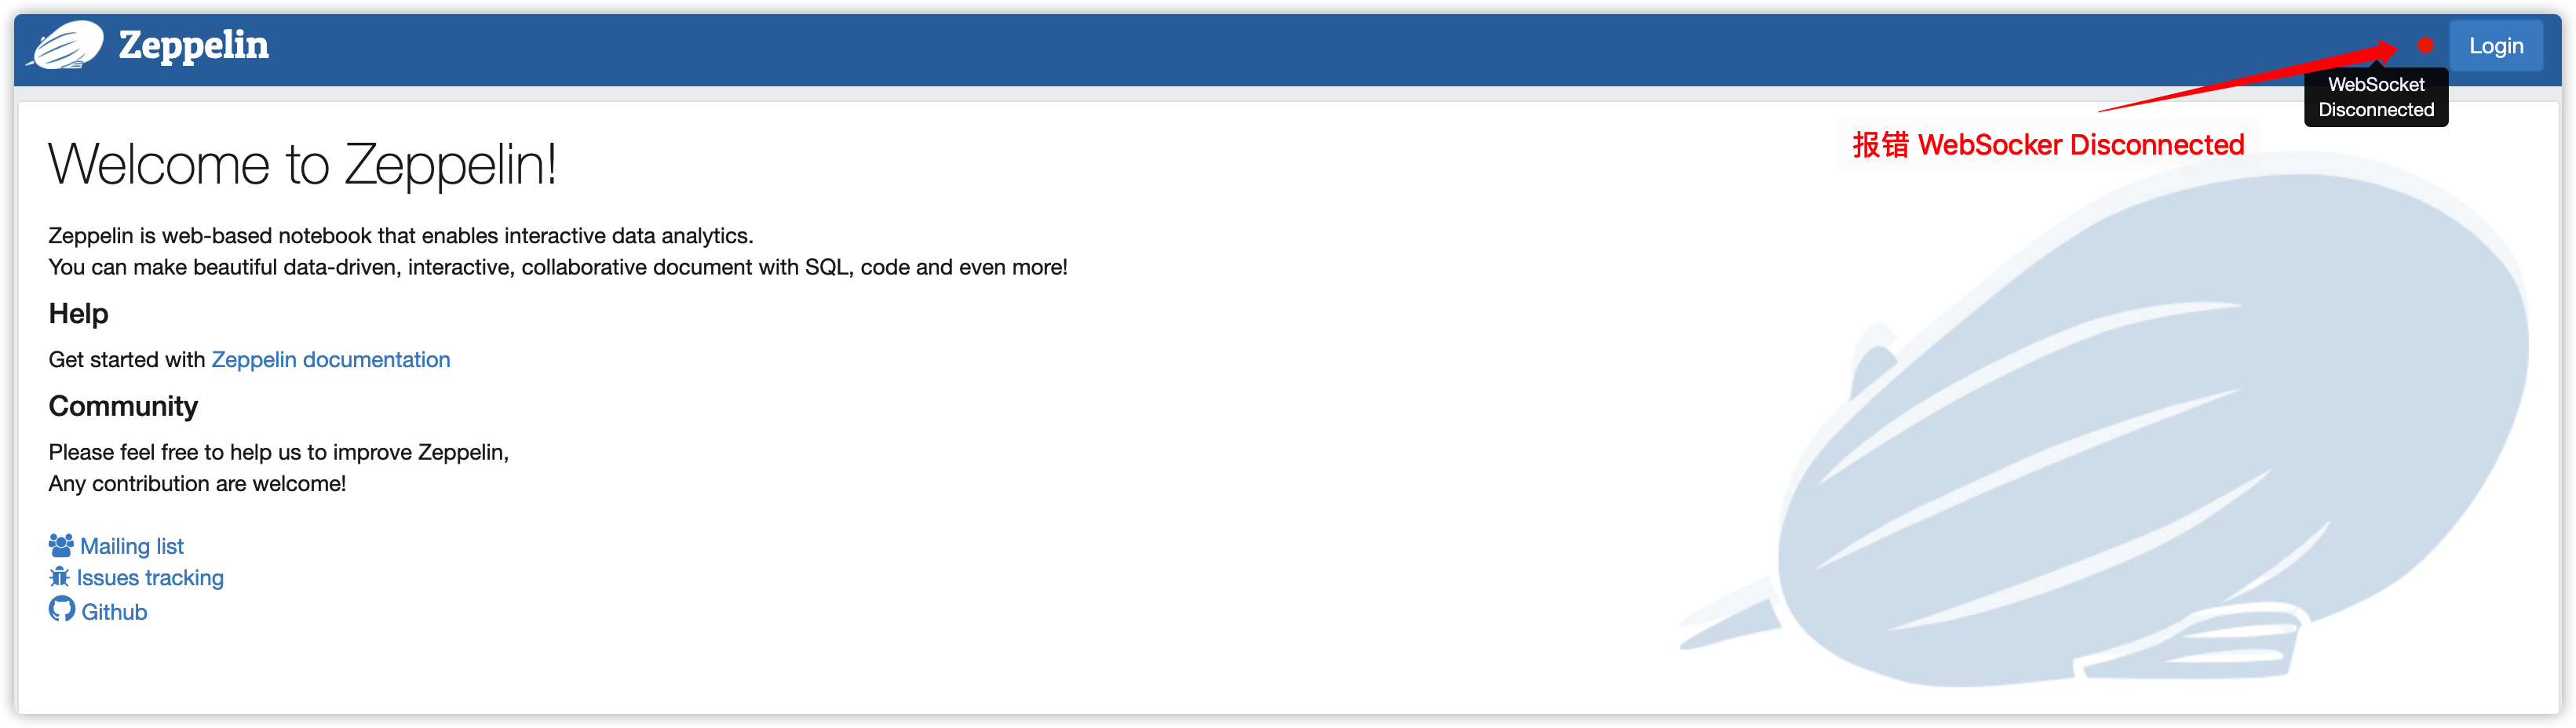 Zeppelin
Login
WebSocket
Disconnected
报错 WebSocker Disconnected
Welcome to Zeppelin!
Zeppelin is web-based notebook that enables interactive data analytics.
You can make beautiful data-driven, interactive, collaborative document with SQL, code and even more!
Help
Get started with Zeppelin documentation
Community
Please feel free to help us to improve Zeppelin,
Any contribution are welcome!
Mailing list
Issues tracking
Github